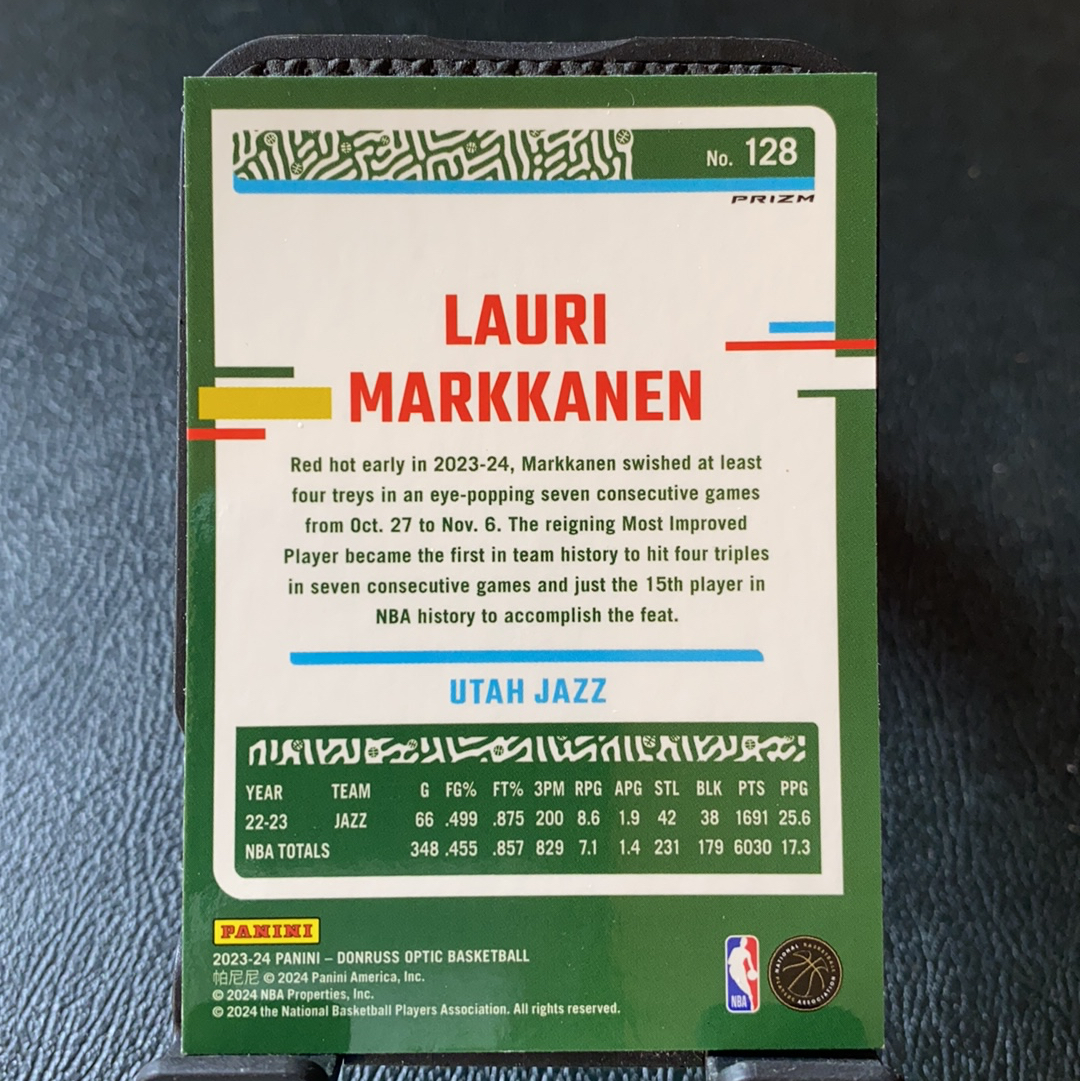 No. 128
PRIZM
LAURI
MARKKANEN
Red hot early in 2023-24, Markkanen swished at least
four treys in an eye-popping seven consecutive games
from Oct. 27 to Nov. 6. The reigning Most Improved
Player became the first in team history to hit four triples
in seven consecutive games and just the 15th player in
NBA history to accomplish the feat.
UTAH JAZZ
YEAR TEAM G FG% FT% 3PM RPG APG STL BLK PTS PPG
22-23 JAZZ 66 .499 .875 200 8.6 1.9 42 38 1691 25.6
NBA TOTALS 348 .455 .857 829 7.1 1.4 231 179 6030 17.3
PANINI
2023-24 PANINI – DONRUSS OPTIC BASKETBALL
帕尼尼 © 2024 Panini America, Inc.
© 2024 NBA Properties, Inc.
© 2024 the National Basketball Players Association. All rights reserved.
NBA
NATIONAL BASKETBALL
PLAYERS ASSOCIATION